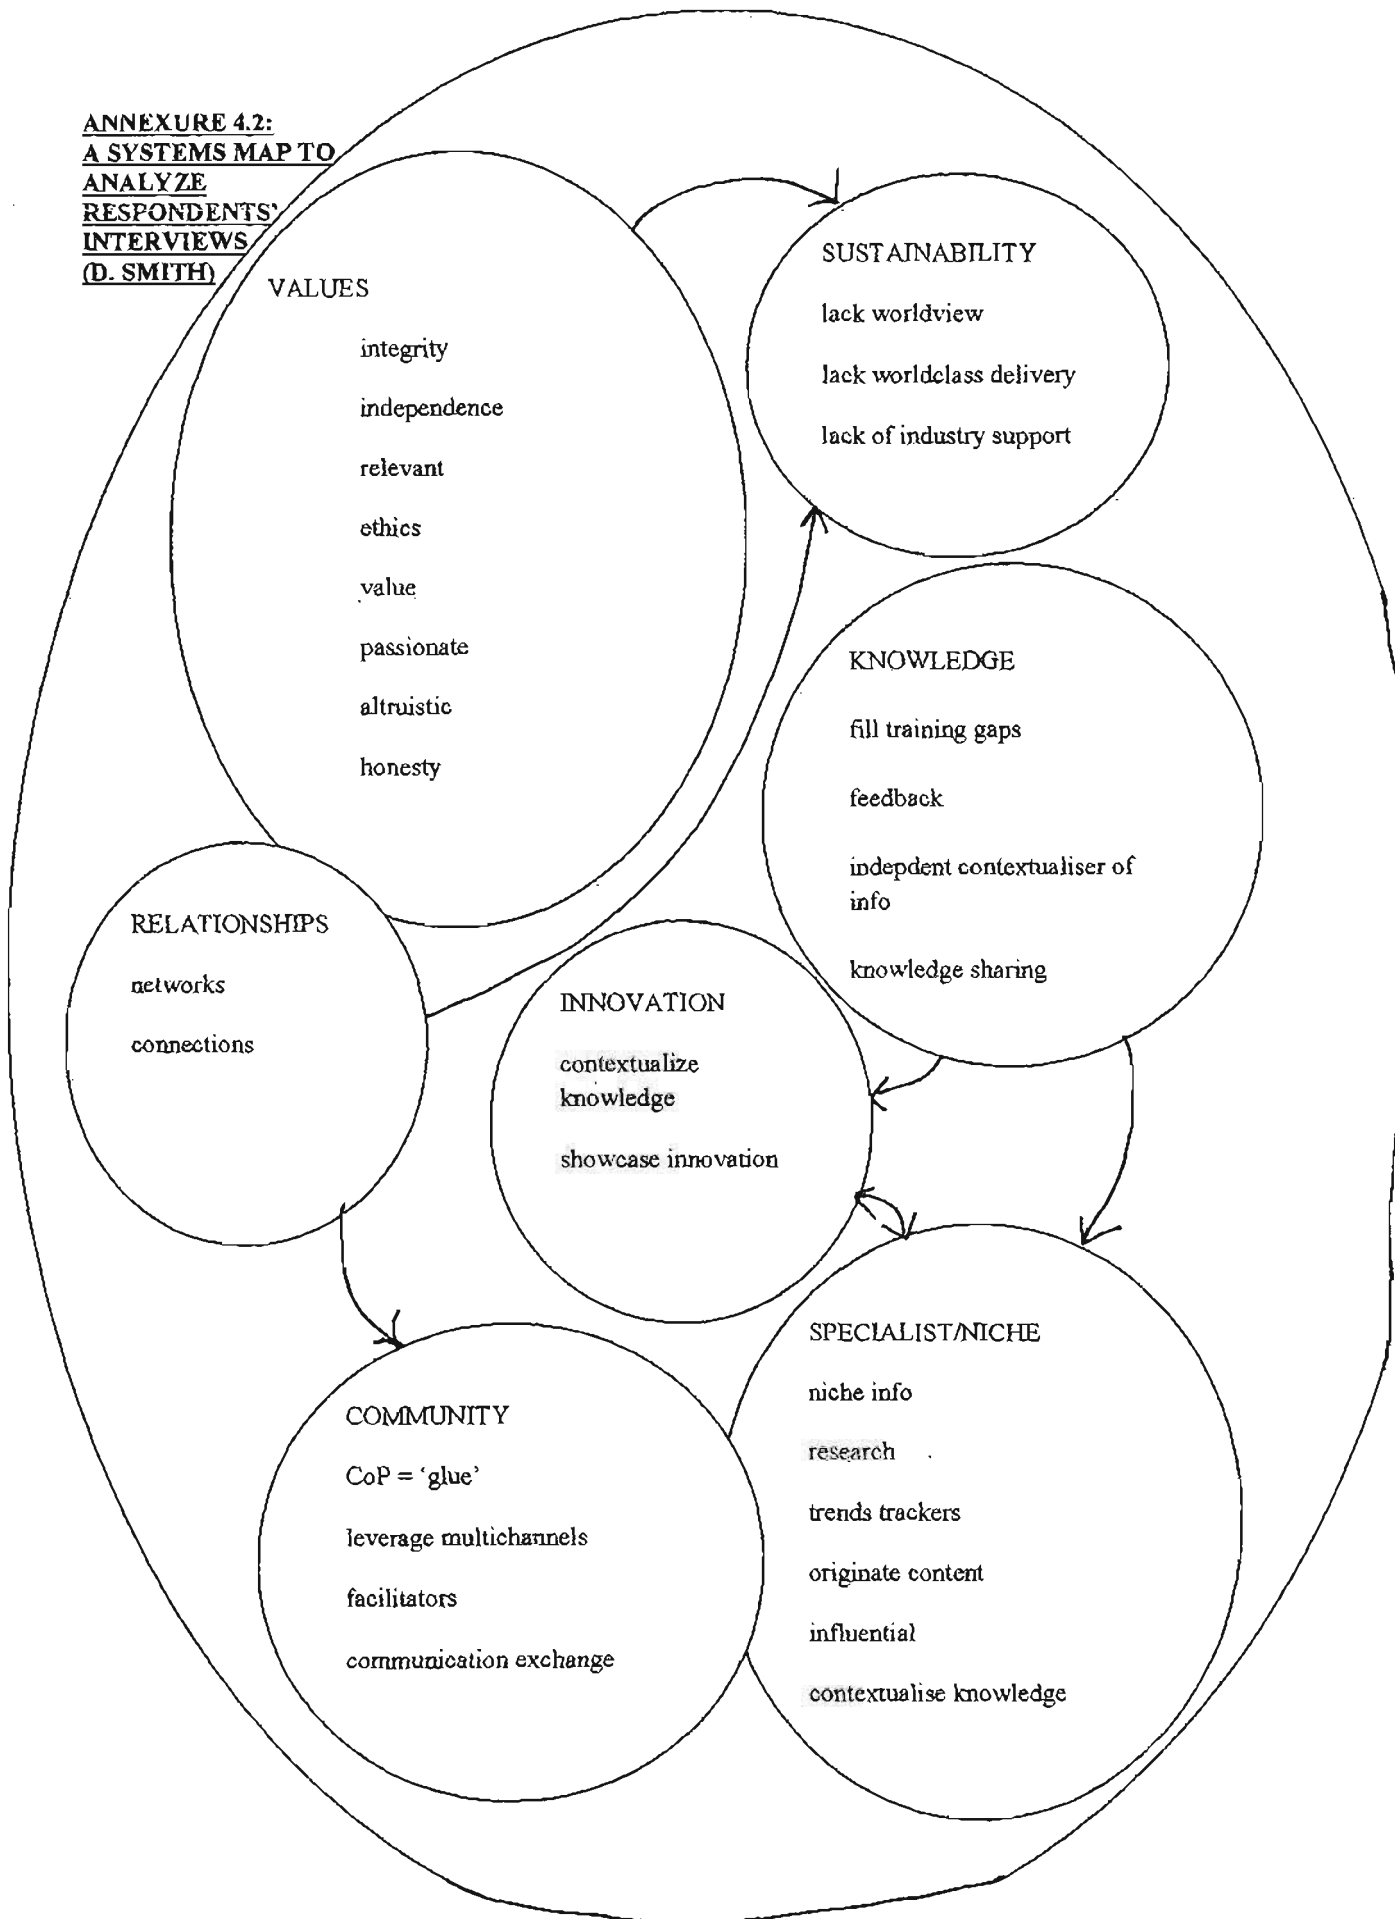 ANNEXURE 4.2:
A SYSTEMS MAP TO
ANALYZE
RESPONDENTS'
INTERVIEWS
(D. SMITH)
VALUES
integrity
independence
relevant
ethics
value
passionate
altruistic
honesty
SUSTAINABILITY
lack worldview
lack worldclass delivery
lack of industry support
KNOWLEDGE
fill training gaps
feedback
indepdent contextualiser of
info
knowledge sharing
RELATIONSHIPS
networks
connections
INNOVATION
contextualize
knowledge
showcase innovation
COMMUNITY
CoP = ‘glue’
leverage multichannels
facilitators
communication exchange
SPECIALIST/NICHE
niche info
research
trends trackers
originate content
influential
contextualise knowledge